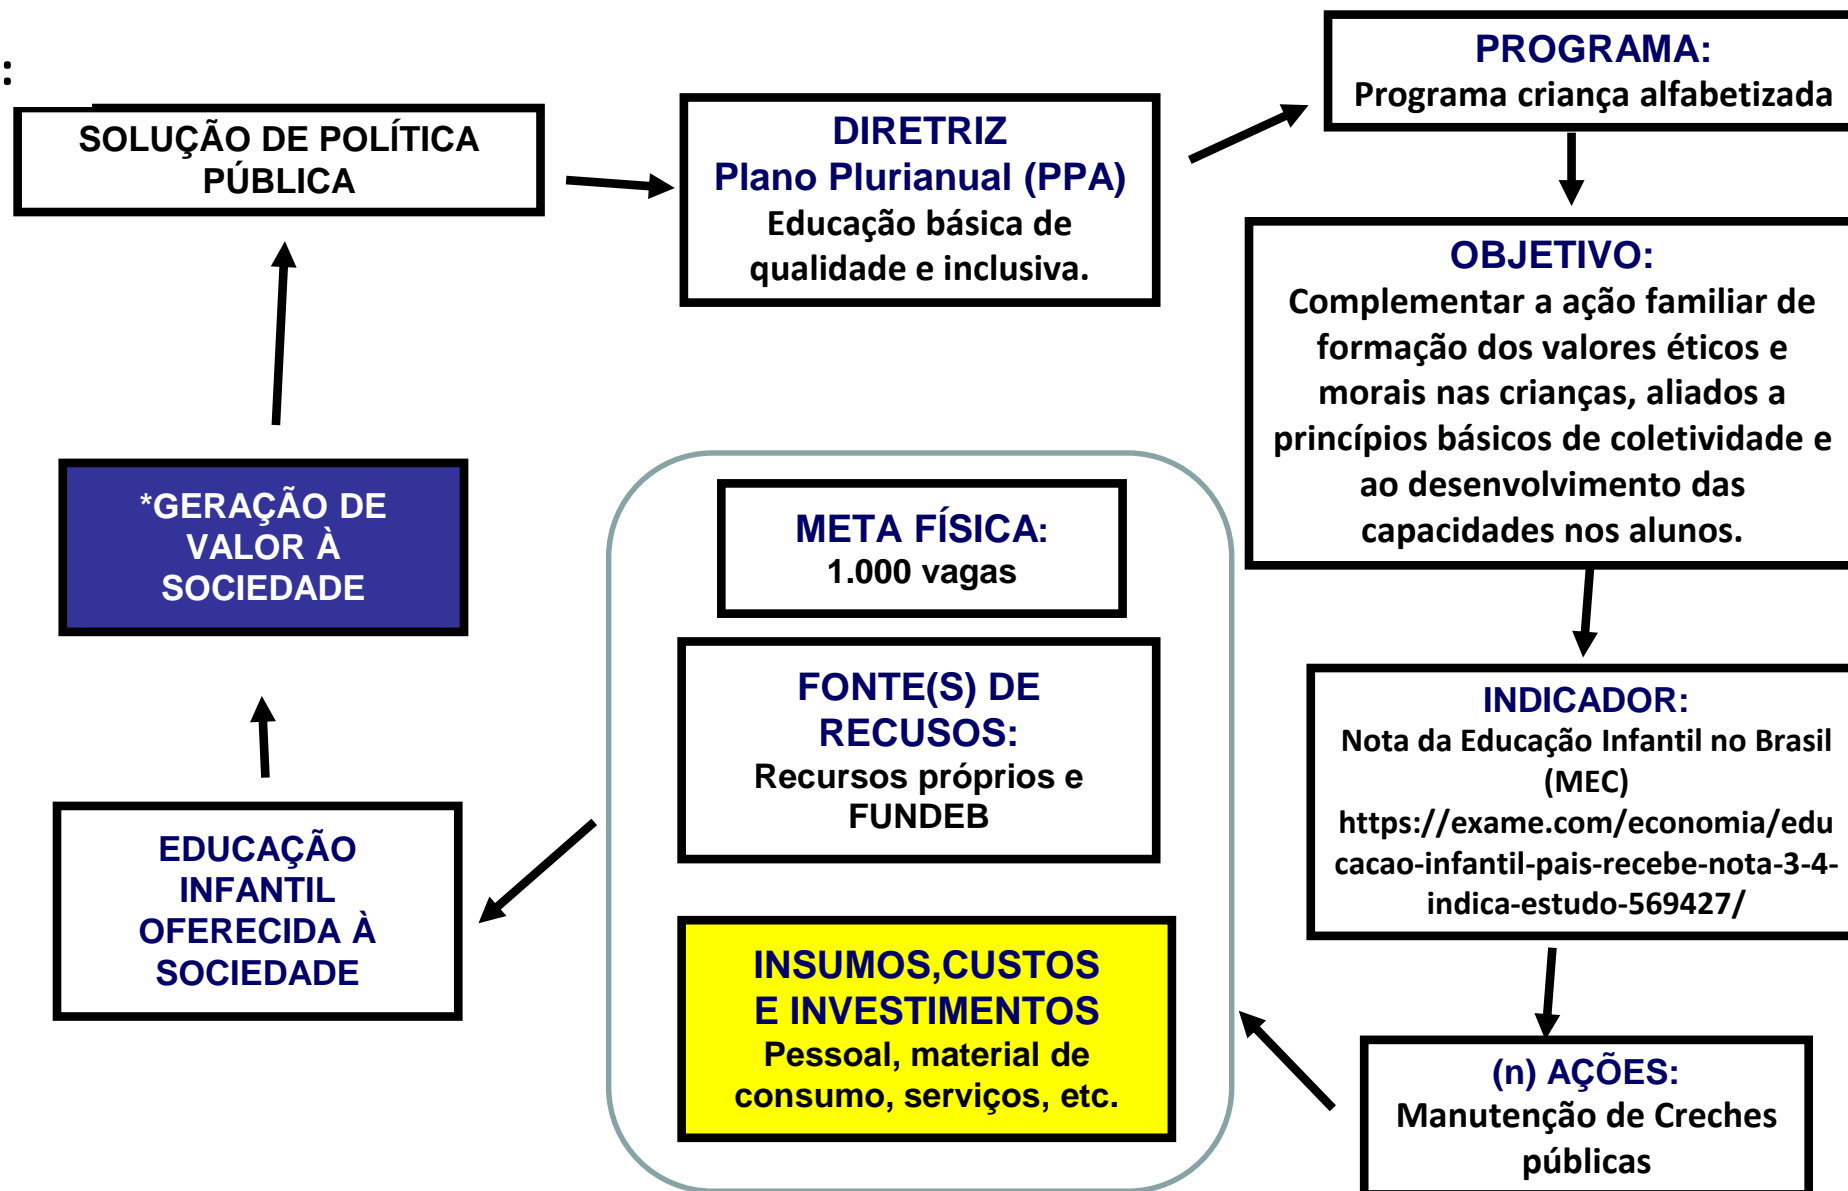 :
SOLUÇÃO DE POLÍTICA
PÚBLICA
DIRETRIZ
Plano Plurianual (PPA)
Educação básica de
qualidade e inclusiva.
PROGRAMA:
Programa criança alfabetizada
OBJETIVO:
Complementar a ação familiar de
formação dos valores éticos e
morais nas crianças, aliados a
princípios básicos de coletividade e
ao desenvolvimento das
capacidades nos alunos.
INDICADOR:
Nota da Educação Infantil no Brasil
(MEC)
https://exame.com/economia/edu
cacao-infantil-pais-recebe-nota-3-4-
indica-estudo-569427/
(n) AÇÕES:
Manutenção de Creches
públicas
META FÍSICA:
1.000 vagas
FONTE(S) DE
RECUSOS:
Recursos próprios e
FUNDEB
INSUMOS,CUSTOS
E INVESTIMENTOS
Pessoal, material de
consumo, serviços, etc.
EDUCAÇÃO
INFANTIL
OFERECIDA À
SOCIEDADE
*GERAÇÃO DE
VALOR À
SOCIEDADE